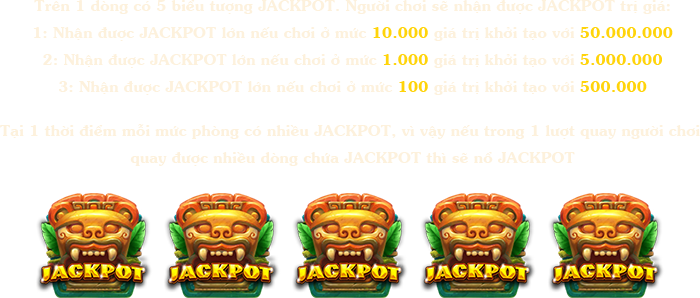 Trên 1 dòng có 5 biểu tượng JACKPOT. Người chơi sẽ nhận được JACKPOT trị giá:
1: Nhận được JACKPOT lớn nếu chơi ở mức 10.000 giá trị khởi tạo với 50.000.000
2: Nhận được JACKPOT lớn nếu chơi ở mức 1.000 giá trị khởi tạo với 5.000.000
3: Nhận được JACKPOT lớn nếu chơi ở mức 100 giá trị khởi tạo với 500.000
Tại 1 thời điểm mỗi mức phòng có nhiều JACKPOT, vì vậy nếu trong 1 lượt quay người chơi
quay được nhiều dòng chứa JACKPOT thì sẽ nổ JACKPOT
JACKPOT JACKPOT JACKPOT JACKPOT JACKPOT